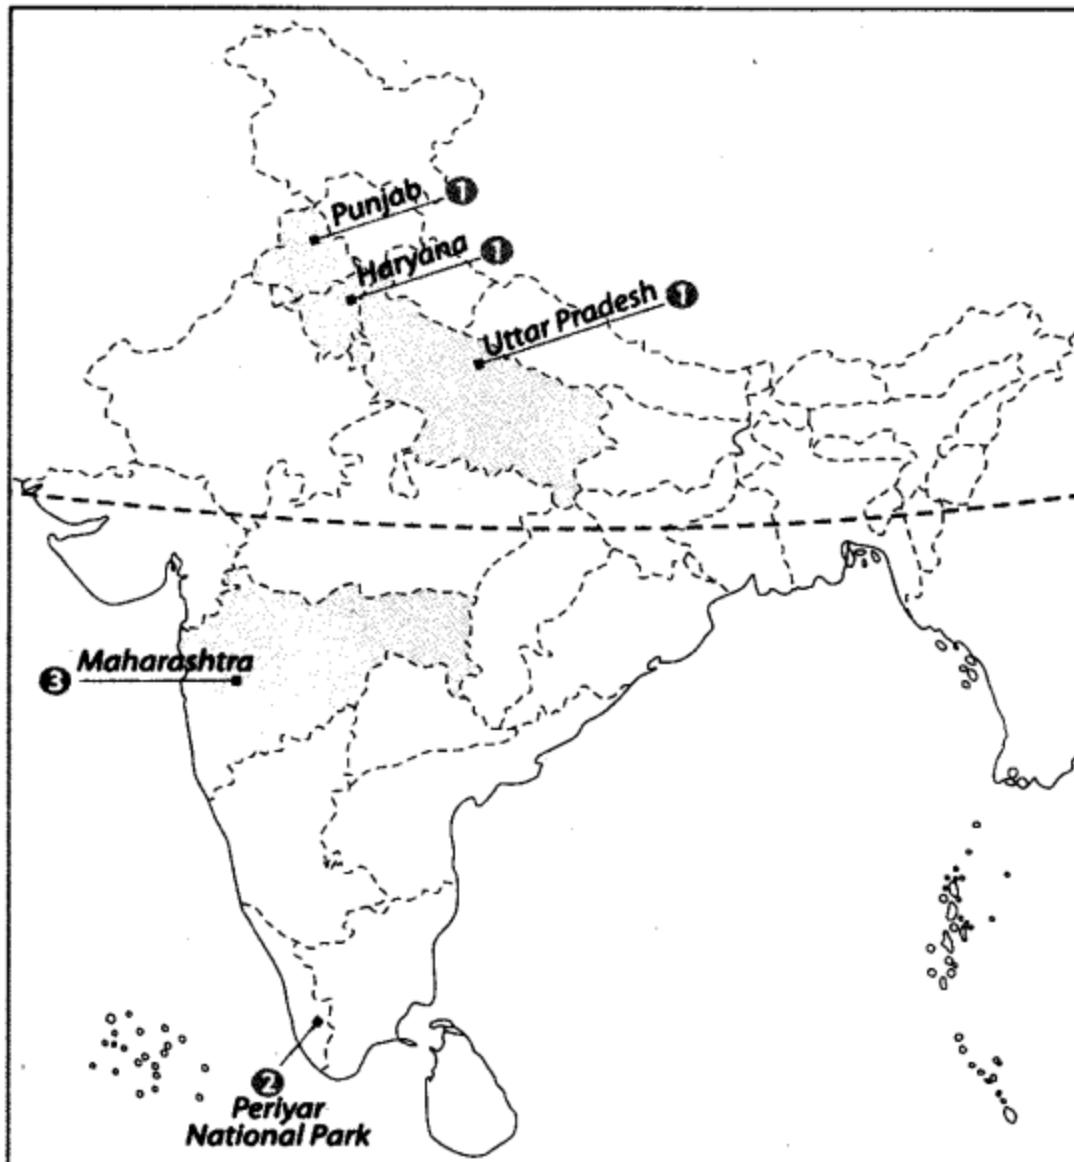 Punjab 1
Haryana 1
Uttar Pradesh 1
3 Maharashtra
2
Periyar
National Park